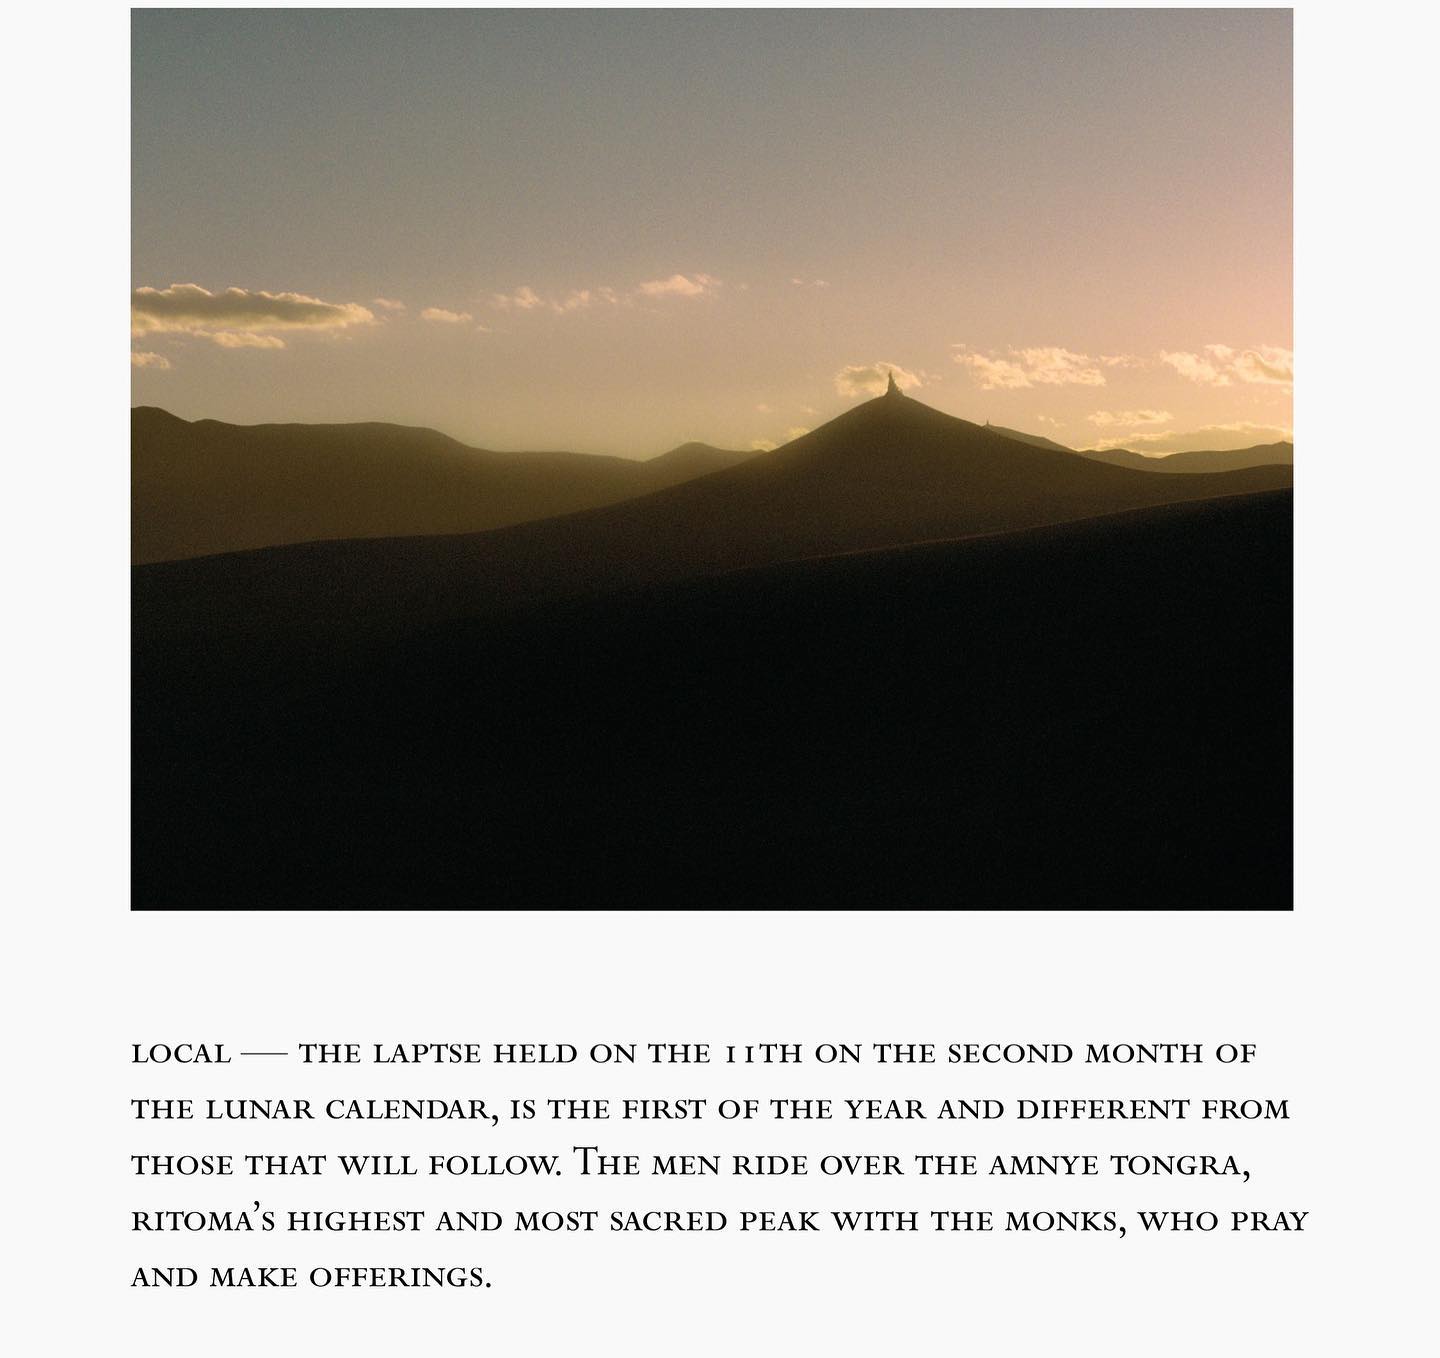 LOCAL — THE LAPTSE HELD ON THE 11TH ON THE SECOND MONTH OF
THE LUNAR CALENDAR, IS THE FIRST OF THE YEAR AND DIFFERENT FROM
THOSE THAT WILL FOLLOW. THE MEN RIDE OVER THE AMNYE TONGRA,
RITOMA’S HIGHEST AND MOST SACRED PEAK WITH THE MONKS, WHO PRAY
AND MAKE OFFERINGS.